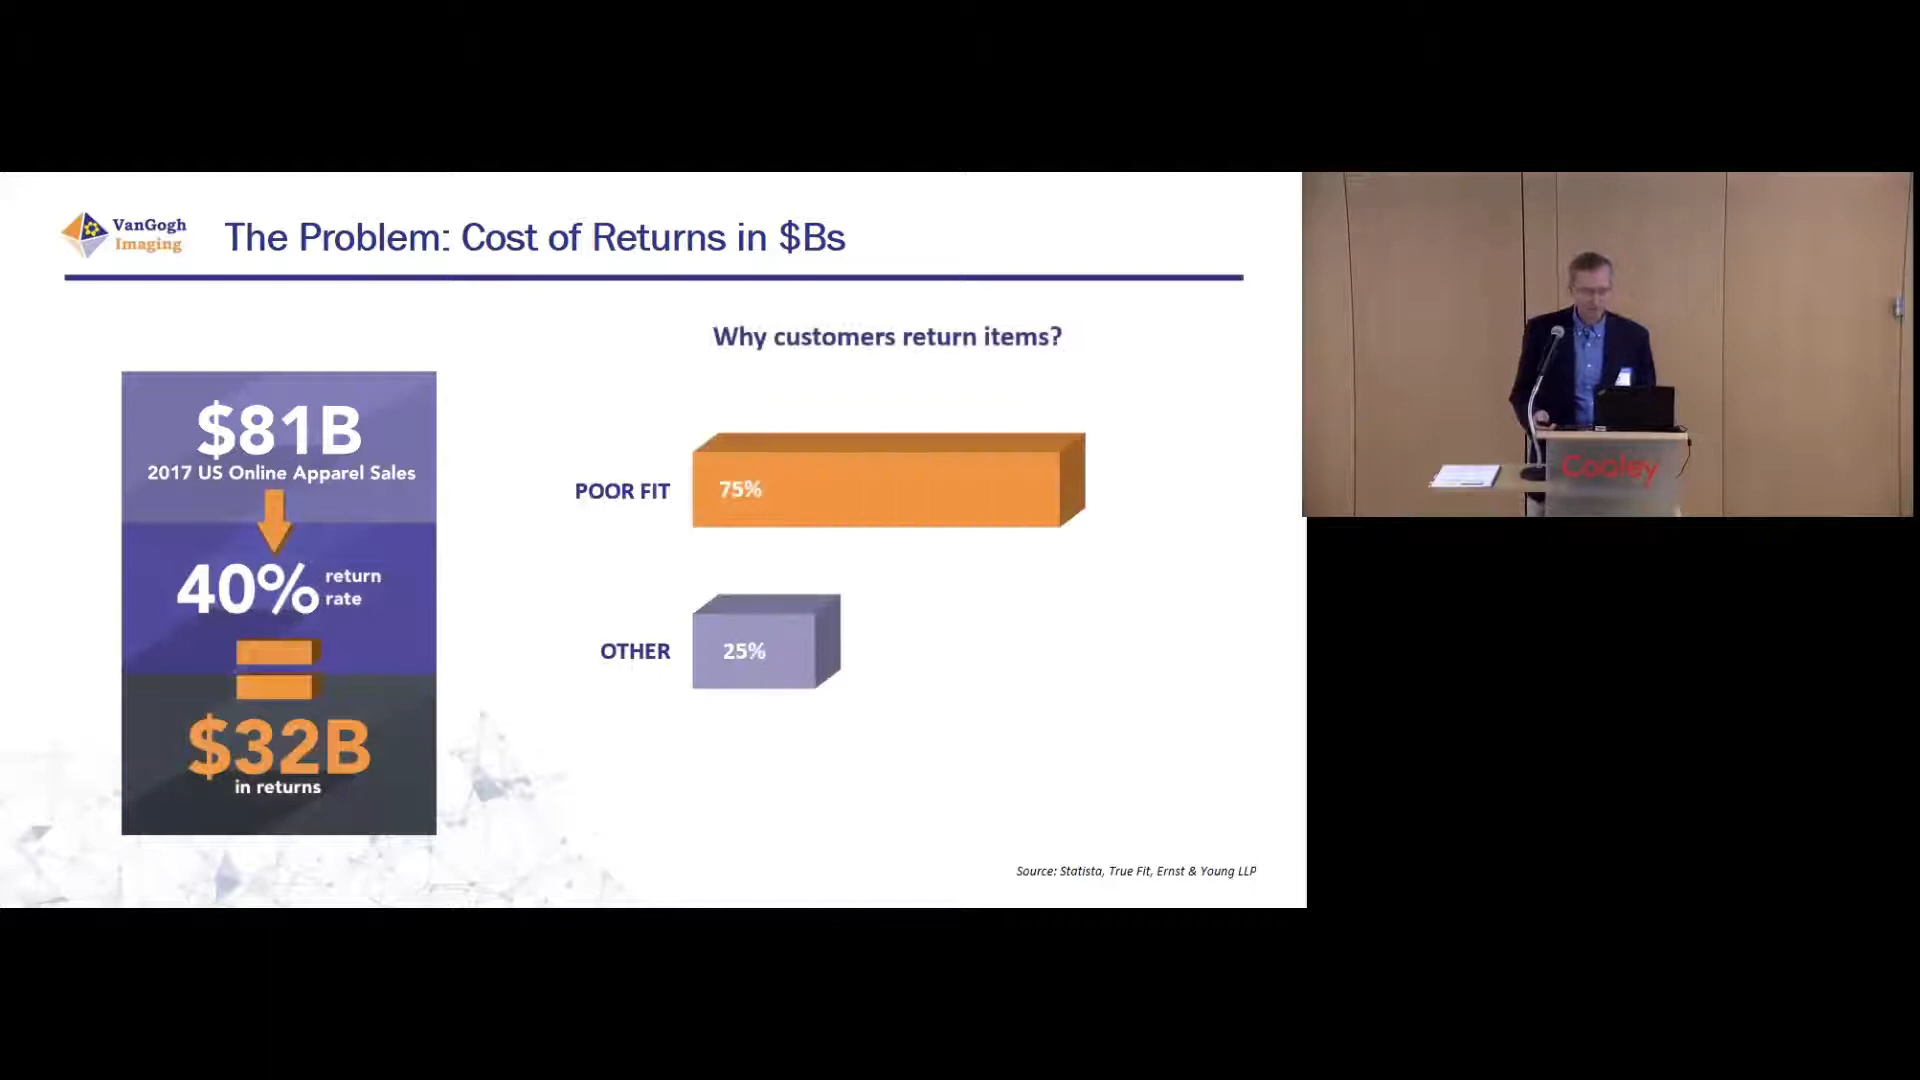 VanGogh
Imaging
The Problem: Cost of Returns in $Bs
Why customers return items?
$81B
2017 US Online Apparel Sales
40% return
rate
$32B
in returns
POOR FIT 75%
OTHER 25%
Source: Statista, True Fit, Ernst & Young LLP
Cooley